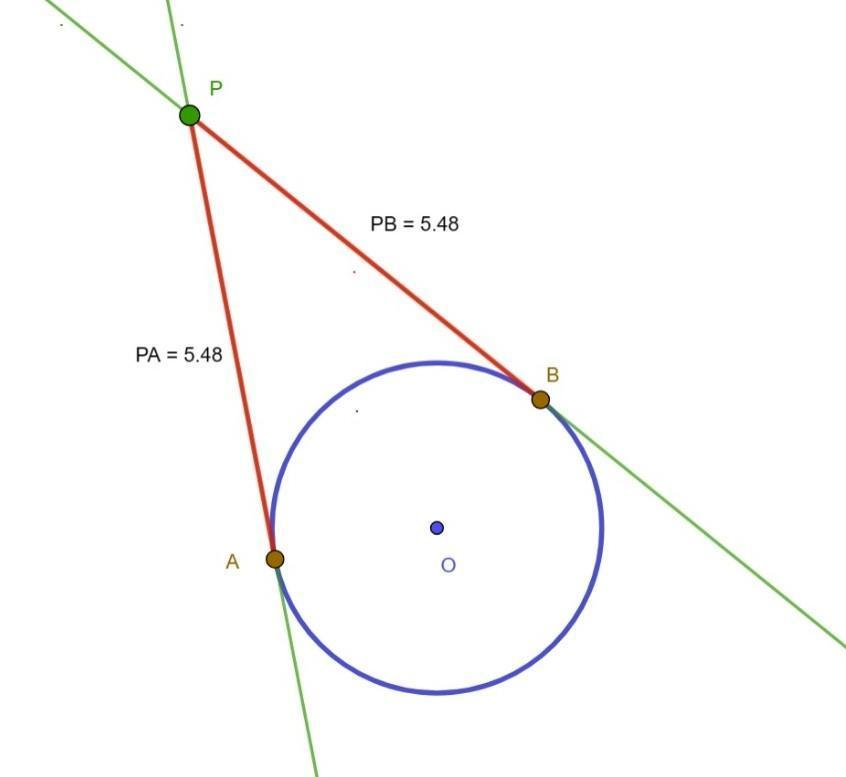 P
PB = 5.48
PA = 5.48
B
A
O